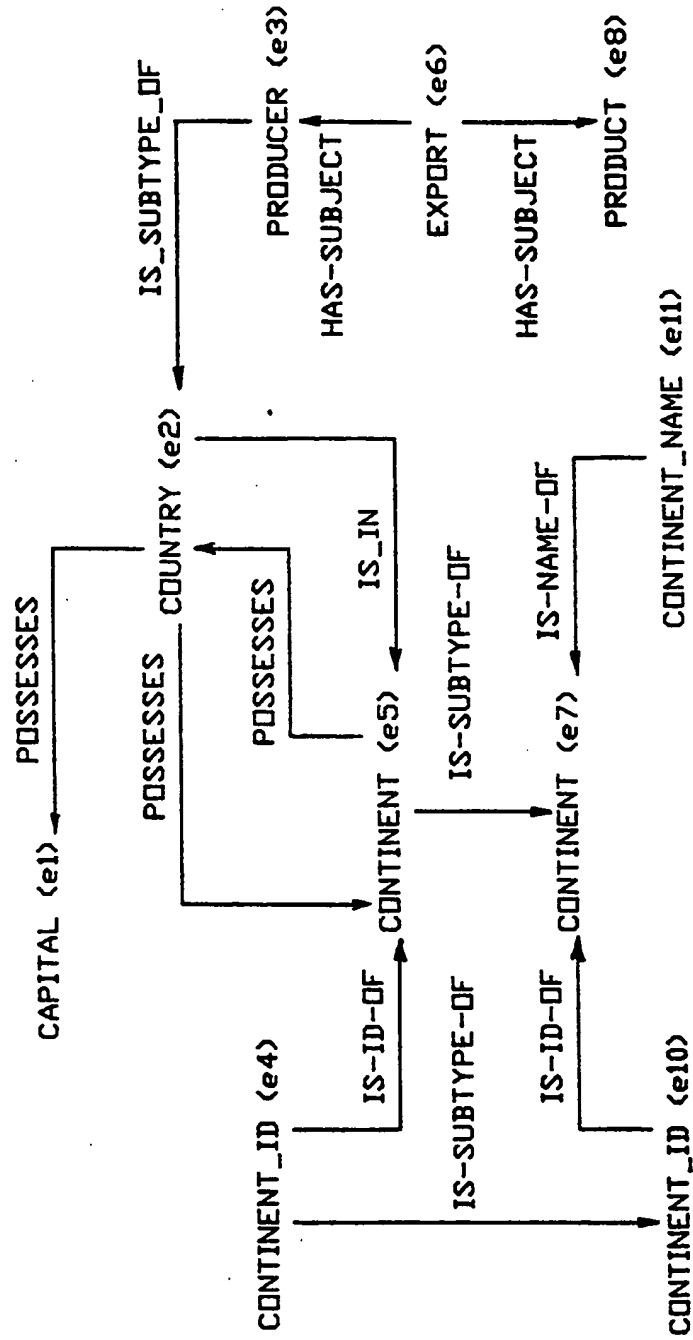 POSSESSES
IS_SUBTYPE_OF
CAPITAL (e1)
COUNTRY (e2)
PRODUCER (e3)
POSSESSES
POSSESSES
IS_IN
HAS-SUBJECT
CONTINENT_ID (e4)
CONTINENT (e5)
EXPORT (e6)
IS-ID-OF
IS-SUBTYPE-OF
IS-SUBTYPE-OF
HAS-SUBJECT
IS-ID-OF
CONTINENT (e7)
IS-NAME-OF
PRODUCT (e8)
CONTINENT_ID (e10)
CONTINENT_NAME (e11)